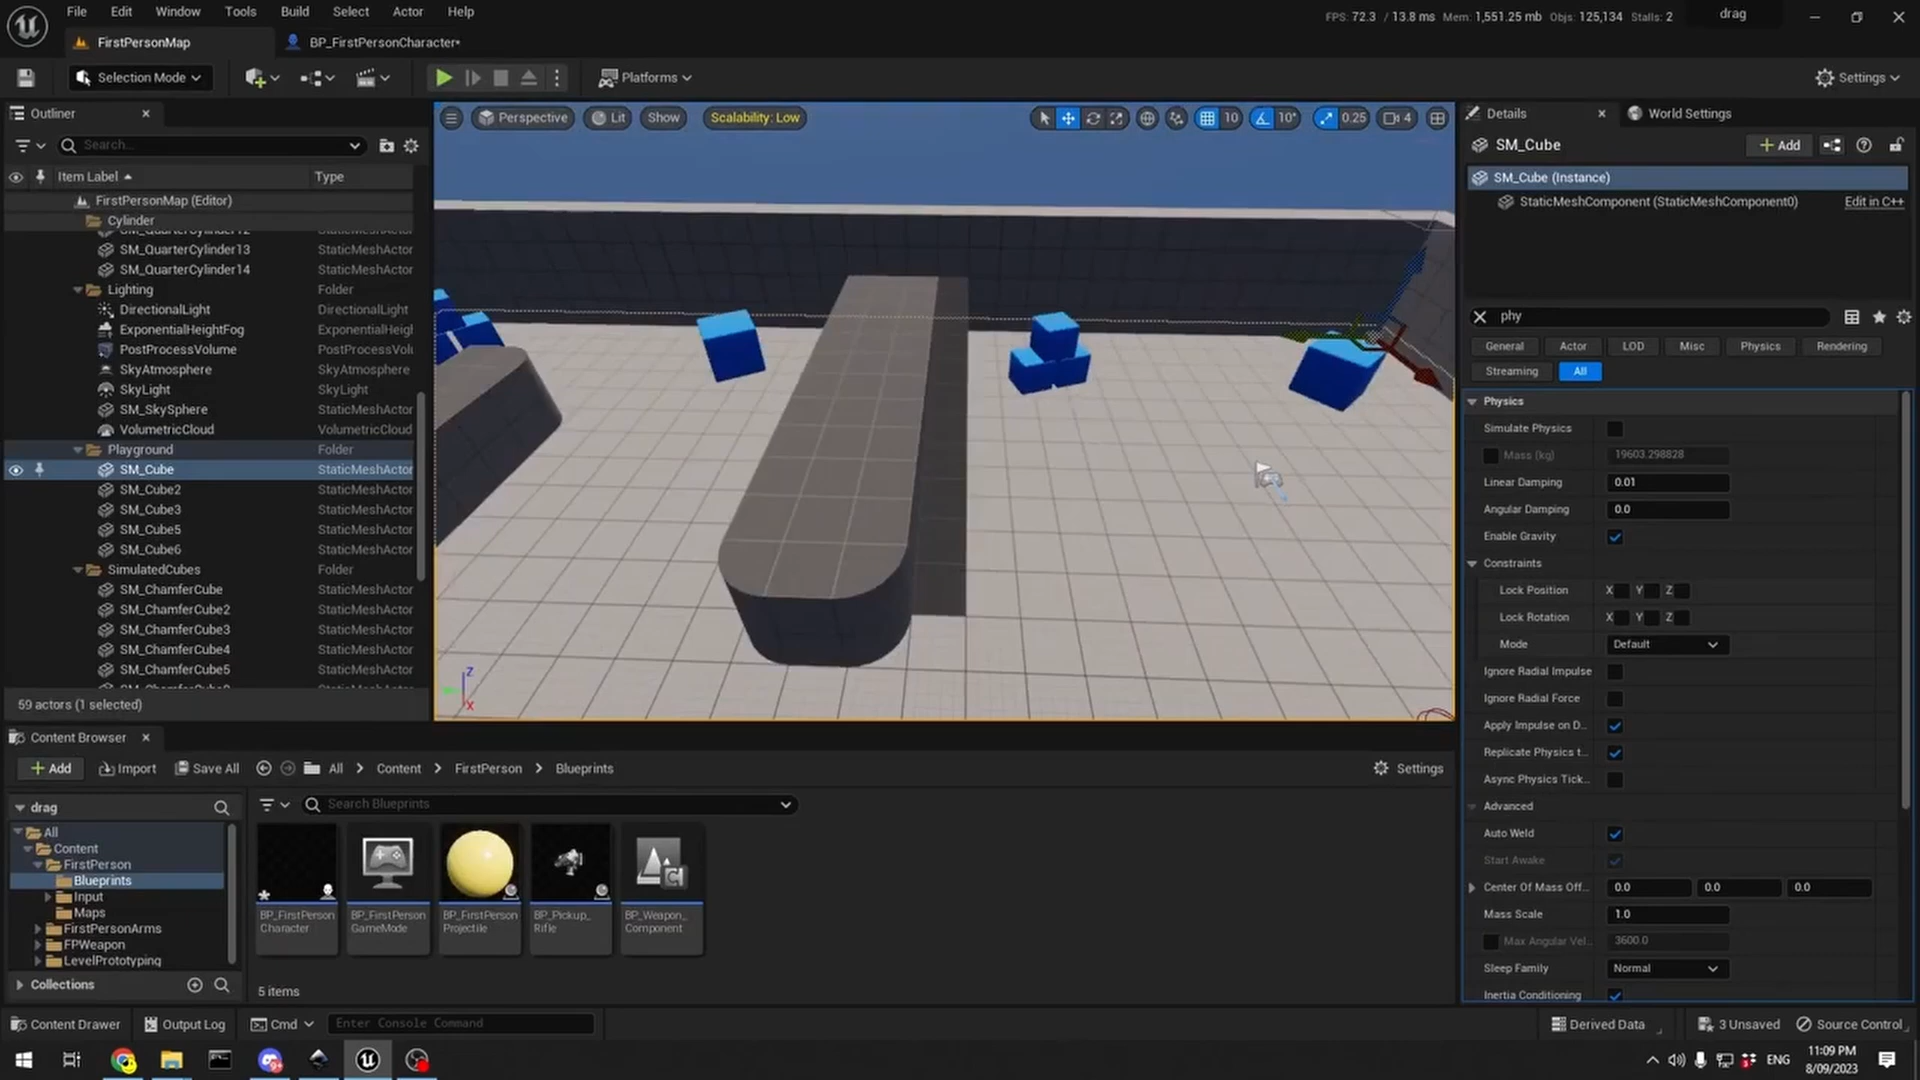 File Edit Window Tools Build Select Actor Help
FPS: 72.3 / 13.8 ms Mem: 1,551.25 mb Objs: 125,134 Stalls: 2
drag
FirstPersonMap
BP_FirstPersonCharacter*
Selection Mode
Platforms
Settings
Outliner
Search...
Item Label Type
FirstPersonMap (Editor)
Cylinder
SM_QuarterCylinder12
SM_QuarterCylinder13 StaticMeshActor
SM_QuarterCylinder14 StaticMeshActor
Lighting Folder
DirectionalLight DirectionalLight
ExponentialHeightFog ExponentialHeigh
PostProcessVolume PostProcessVolu
SkyAtmosphere SkyAtmosphere
SkyLight SkyLight
SM_SkySphere StaticMeshActor
VolumetricCloud VolumetricCloud
Playground Folder
SM_Cube StaticMeshActor
SM_Cube2 StaticMeshActor
SM_Cube3 StaticMeshActor
SM_Cube5 StaticMeshActor
SM_Cube6 StaticMeshActor
SimulatedCubes Folder
SM_ChamferCube StaticMeshActor
SM_ChamferCube2 StaticMeshActor
SM_ChamferCube3 StaticMeshActor
SM_ChamferCube4 StaticMeshActor
SM_ChamferCube5 StaticMeshActor
59 actors (1 selected)
Perspective Lit Show Scalability: Low 10 10° 0.25 4
Z
X
Details
World Settings
SM_Cube
Add
SM_Cube (Instance)
StaticMeshComponent (StaticMeshComponent0) Edit in C++
phy
General Actor LOD Misc Physics Rendering
Streaming All
Physics
Simulate Physics
Mass (kg) 19603.298828
Linear Damping 0.01
Angular Damping 0.0
Enable Gravity
Constraints
Lock Position X Y Z
Lock Rotation X Y Z
Mode Default
Ignore Radial Impulse
Ignore Radial Force
Apply Impulse on D..
Replicate Physics t..
Async Physics Tick..
Advanced
Auto Weld
Start Awake
Center Of Mass Off.. 0.0 0.0 0.0
Mass Scale 1.0
Max Angular Vel.. 3600.0
Sleep Family Normal
Inertia Conditioning
Content Browser
Add Import Save All All Content FirstPerson Blueprints Settings
drag
Search Blueprints
All
Content
FirstPerson
Blueprints
Input
Maps
FirstPersonArms
FPWeapon
LevelPrototyping
Collections
BP_FirstPerson
Character
BP_FirstPerson
GameMode
BP_FirstPerson
Projectile
BP_Pickup_
Rifle
BP_Weapon_
Component
5 items
Content Drawer Output Log Cmd Enter Console Command
Derived Data 3 Unsaved Source Control
ENG
11:09 PM
8/09/2023